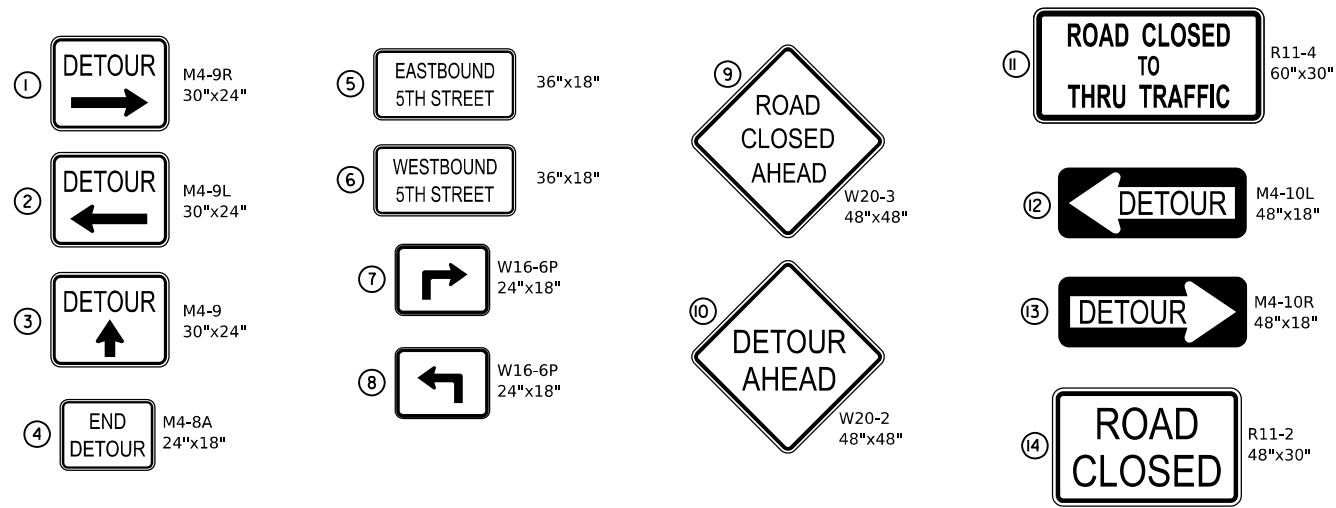 1
DETOUR
M4-9R
30"x24"
2
DETOUR
M4-9L
30"x24"
3
DETOUR
M4-9
30"x24"
4
END
DETOUR
M4-8A
24"x18"
5
EASTBOUND
5TH STREET
36"x18"
6
WESTBOUND
5TH STREET
36"x18"
7
W16-6P
24"x18"
8
W16-6P
24"x18"
9
ROAD
CLOSED
AHEAD
W20-3
48"x48"
10
DETOUR
AHEAD
W20-2
48"x48"
11
ROAD CLOSED
TO
THRU TRAFFIC
R11-4
60"x30"
12
DETOUR
M4-10L
48"x18"
13
DETOUR
M4-10R
48"x18"
14
ROAD
CLOSED
R11-2
48"x30"